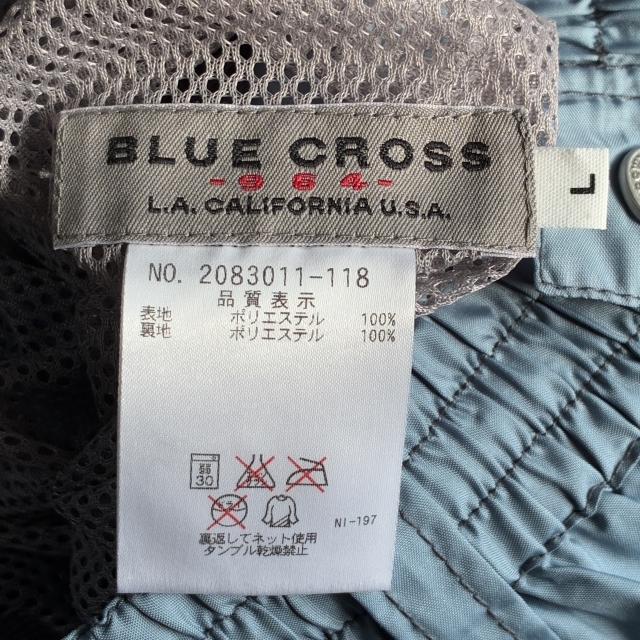 BLUE CROSS
-964-
L.A. CALIFORNIA U.S.A.
L
NO. 2083011-118
品質表示
表地 ポリエステル 100%
裏地 ポリエステル 100%
弱
30
NI-197
裏返してネット使用
タンブル乾燥禁止